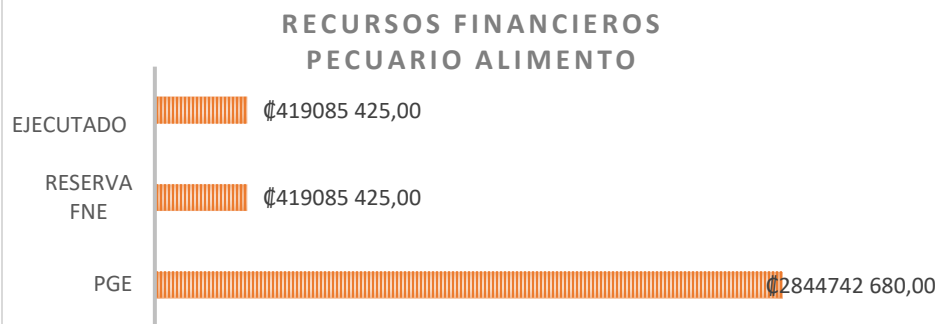 RECURSOS FINANCIEROS
PECUARIO ALIMENTO
EJECUTADO
₡419085 425,00
RESERVA
FNE
₡419085 425,00
PGE
₡2844742 680,00